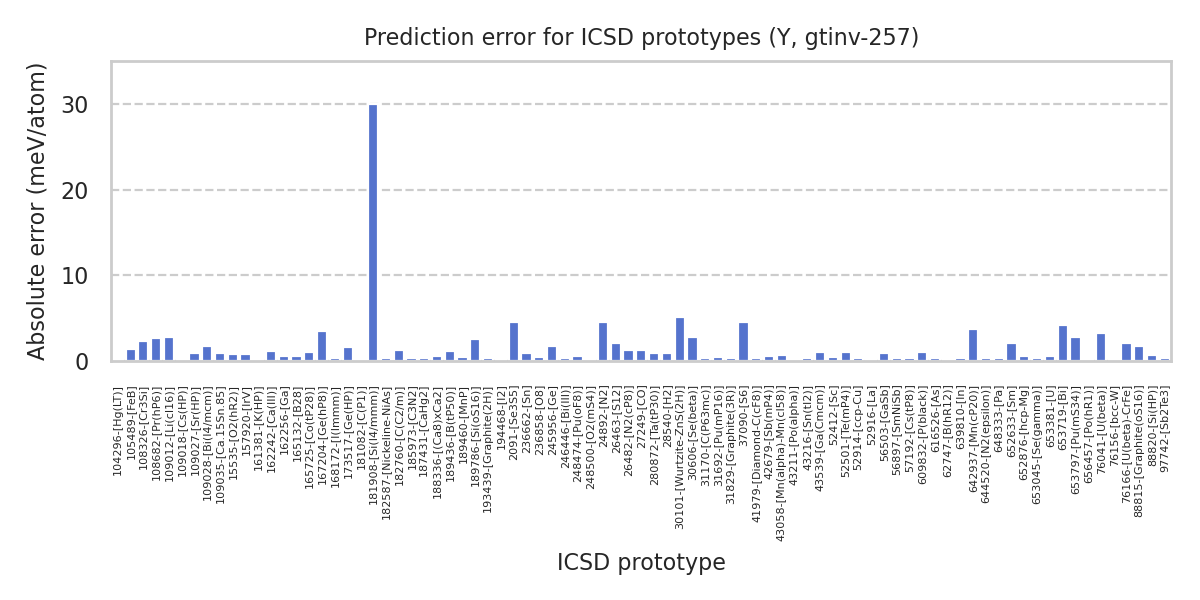 Prediction error for ICSD prototypes (Y, gtinv-257)
Absolute error (meV/atom)
30
20
10
0
104296-[Hg(LT)]
105489-[FeB]
108326-[Cr3Si]
108682-[Pr(hP6)]
109012-[Li(cI16)]
109018-[Cs(HP)]
109027-[Sr(HP)]
109028-[Bi(I4/mcm)]
109035-[Ca.15Sn.85]
15535-[O2(hR2)]
157920-[IrV]
161381-[K(HP)]
162242-[Ca(III)]
162256-[Ga]
165132-[B28]
165725-[Co(tP28)]
167204-[Ge(hP8)]
168172-[I(Immm)]
173517-[Ge(HP)]
181082-[C(P1)]
181908-[Si(I4/mmm)]
182587-[Nickeline-NiAs]
182760-[C(C2/m)]
185973-[C3N2]
187431-[CaHg2]
188336-[(Ca8)xCa2]
189436-[B(tP50)]
189460-[MnP]
189786-[Si(oS16)]
193439-[Graphite(2H)]
194468-[I2]
2091-[Se3S5]
236662-[Sn]
236858-[O8]
245956-[Ge]
246446-[Bi(III)]
248474-[Pu(oF8)]
248500-[O2(mS4)]
24892-[N2]
26463-[S12]
26482-[N2(cP8)]
27249-[CO]
280872-[Ta(tP30)]
28540-[H2]
30101-[Wurtzite-ZnS(2H)]
30606-[Se(beta)]
31170-[C(P63mc)]
31692-[Pu(mP16)]
31829-[Graphite(3R)]
37090-[S6]
41979-[Diamond-C(cF8)]
42679-[Sb(mP4)]
43058-[Mn(alpha)-Mn(cI58)]
43211-[Po(alpha)]
43216-[Sn(tI2)]
43539-[Ga(Cmcm)]
52412-[Sc]
52501-[Te(mP4)]
52914-[ccp-Cu]
52916-[La]
56503-[GaSb]
56897-[SmNiSb]
57192-[Cs(tP8)]
609832-[P(black)]
616526-[As]
62747-[B(hR12)]
639810-[In]
642937-[Mn(cP20)]
644520-[N2(epsilon)]
648333-[Pa]
652633-[Sm]
652876-[hcp-Mg]
653045-[Se(gamma)]
653381-[U]
653719-[Bi]
653797-[Pu(mS34)]
656457-[Po(hR1)]
76041-[U(beta)]
76156-[bcc-W]
76166-[U(beta)-CrFe]
88815-[Graphite(oS16)]
88820-[Si(HP)]
97742-[Sb2Te3]
ICSD prototype